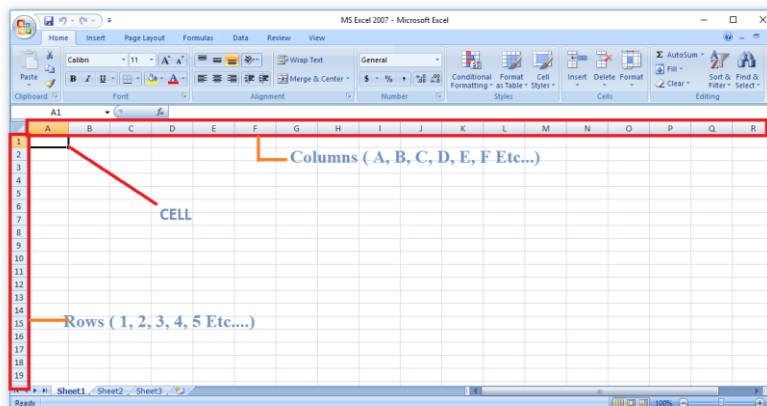 MS Excel 2007 - Microsoft Excel
Home Insert Page Layout Formulas Data Review View
Calibri 11 A A Wrap Text General Σ AutoSum
Paste B I U A Merge & Center $ % , Conditional Formatting Format as Table Cell Styles Insert Delete Format Fill Clear Sort & Filter Find & Select
Clipboard Font Alignment Number Styles Cells Editing
A1 fx
A B C D E F G H I J K L M N O P Q R
1
2 Columns ( A, B, C, D, E, F Etc...)
3
4
5
6
7 CELL
8
9
10
11
12
13
14
15 Rows ( 1, 2, 3, 4, 5 Etc....)
16
17
18
19
Sheet1 Sheet2 Sheet3
Ready 100%